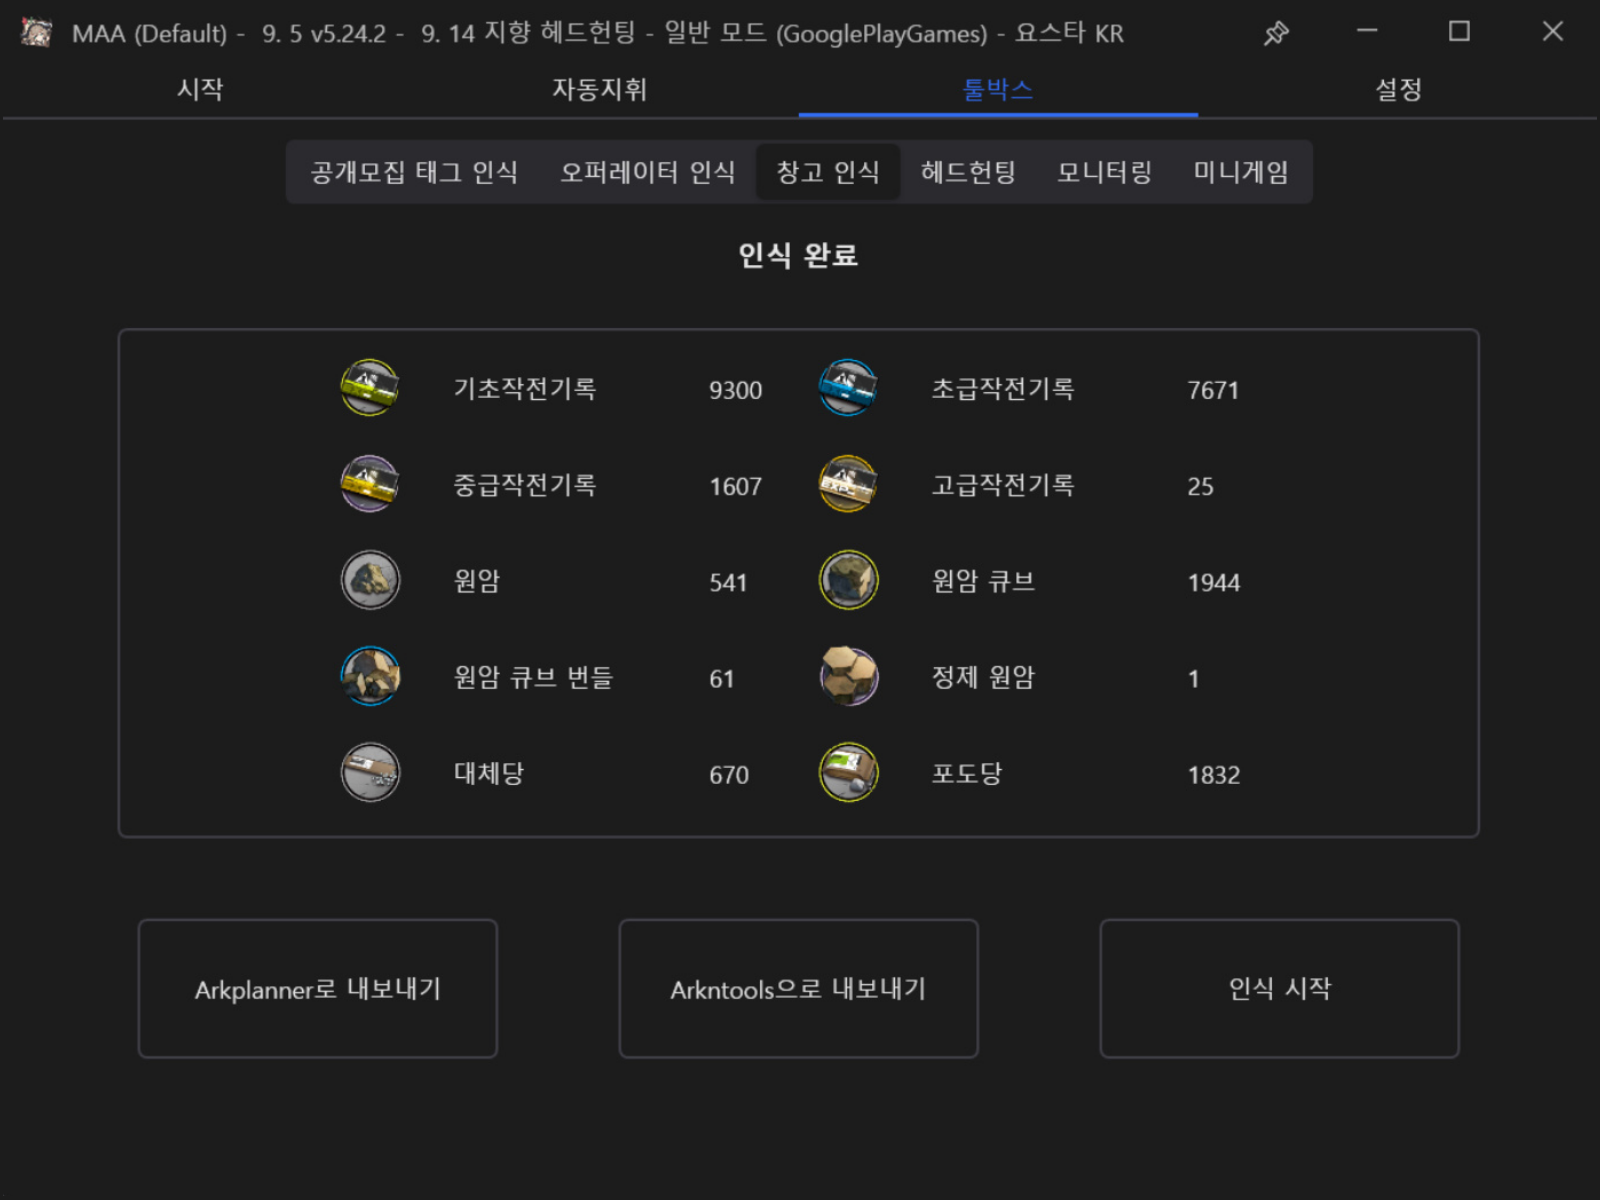 MAA (Default) - 9. 5 v5.24.2 - 9. 14 지향 헤드헌팅 - 일반 모드 (GooglePlayGames) - 요스타 KR
시작 자동지휘 툴박스 설정
공개모집 태그 인식 오퍼레이터 인식 창고 인식 헤드헌팅 모니터링 미니게임
인식 완료
기초작전기록 9300 초급작전기록 7671
중급작전기록 1607 고급작전기록 25
원암 541 원암 큐브 1944
원암 큐브 번들 61 정제 원암 1
대체당 670 포도당 1832
Arkplanner로 내보내기 Arkntools으로 내보내기 인식 시작